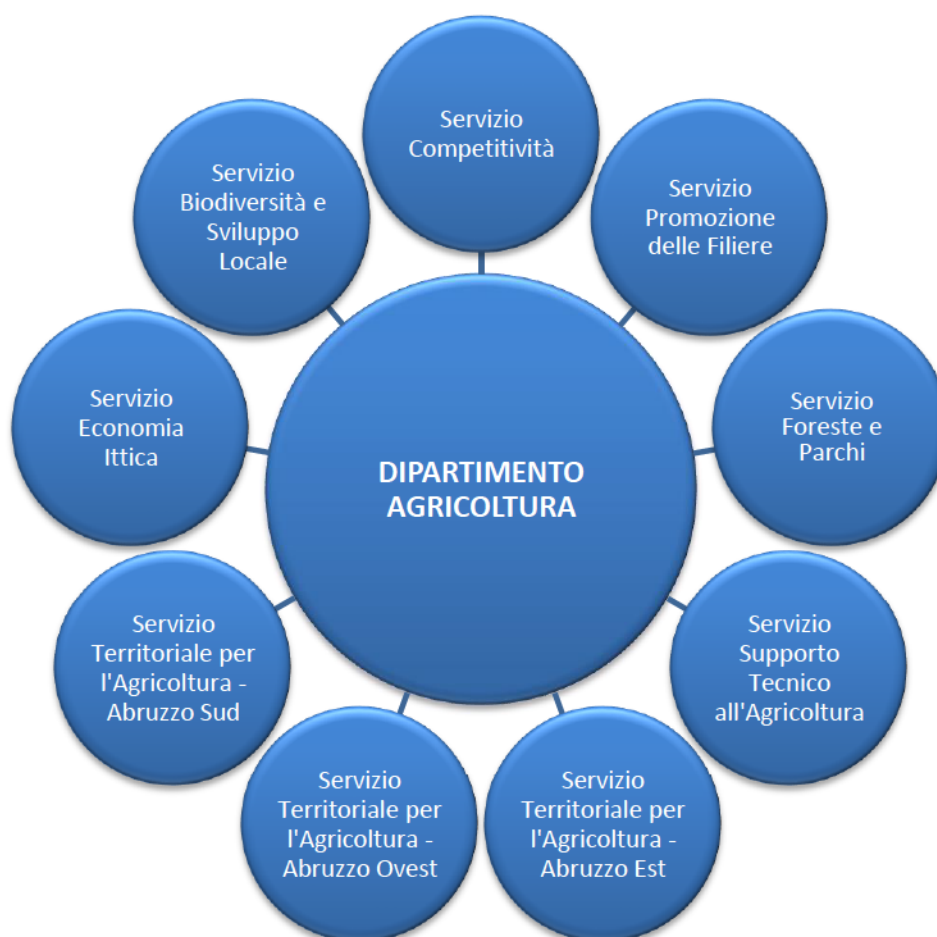 Servizio
Competitività
Servizio
Promozione
delle Filiere
Servizio
Foreste e
Parchi
Servizio
Supporto
Tecnico
all'Agricoltura
Servizio
Territoriale per
l'Agricoltura -
Abruzzo Est
Servizio
Territoriale per
l'Agricoltura -
Abruzzo Ovest
Servizio
Territoriale per
l'Agricoltura -
Abruzzo Sud
Servizio
Economia
Ittica
Servizio
Biodiversità e
Sviluppo
Locale
DIPARTIMENTO
AGRICOLTURA